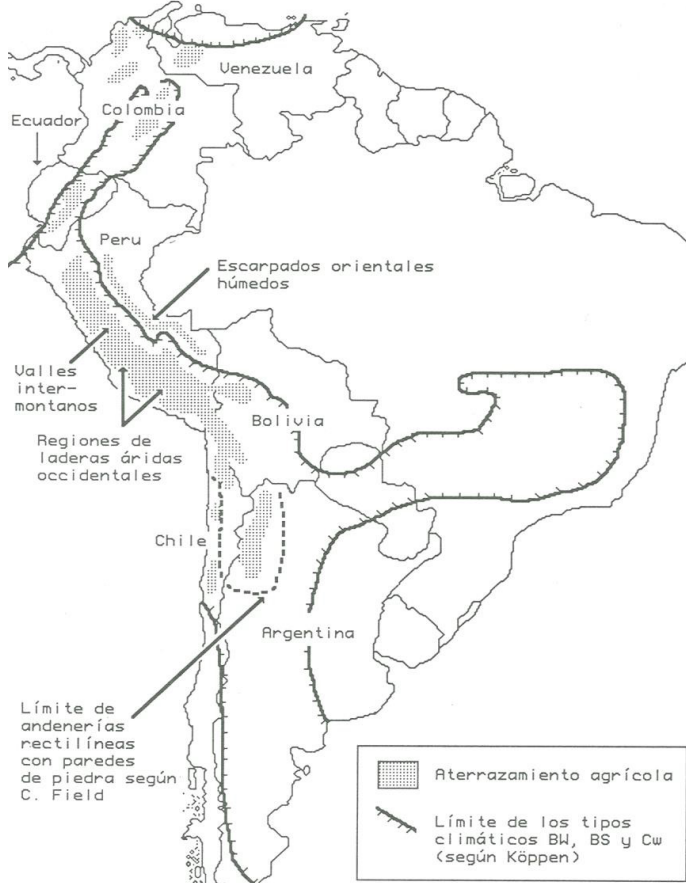 Venezuela
Colombia
Ecuador
Peru
Escarpados orientales
húmedos
Valles
inter-
montanos
Bolivia
Regiones de
laderas áridas
occidentales
Chile
Argentina
Límite de
andenerías
rectilíneas
con paredes
de piedra según
C. Field
Aterrazamiento agrícola
Límite de los tipos
climáticos BW, BS y Cw
(según Köppen)